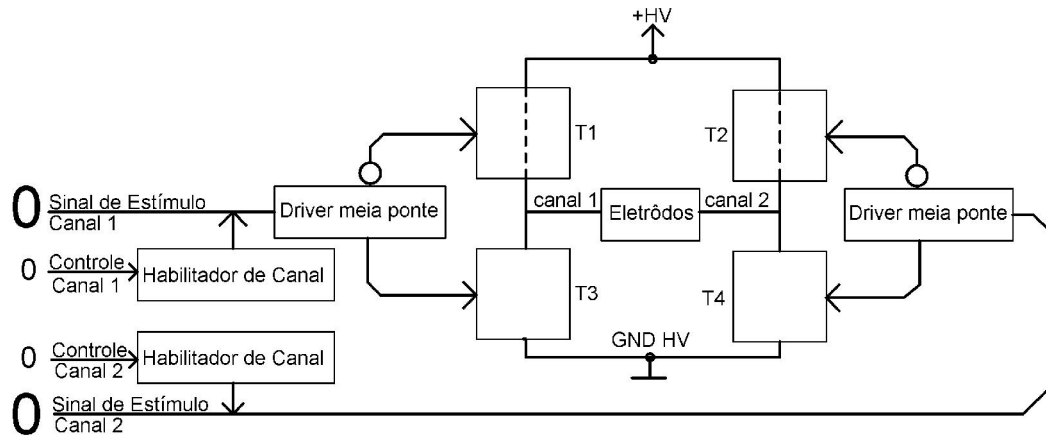 +HV
T1
T2
0 Sinal de Estímulo
Canal 1
Driver meia ponte
canal 1
Eletrôdos
canal 2
Driver meia ponte
0 Controle
Canal 1
Habilitador de Canal
T3
T4
0 Controle
Canal 2
Habilitador de Canal
GND HV
0 Sinal de Estímulo
Canal 2